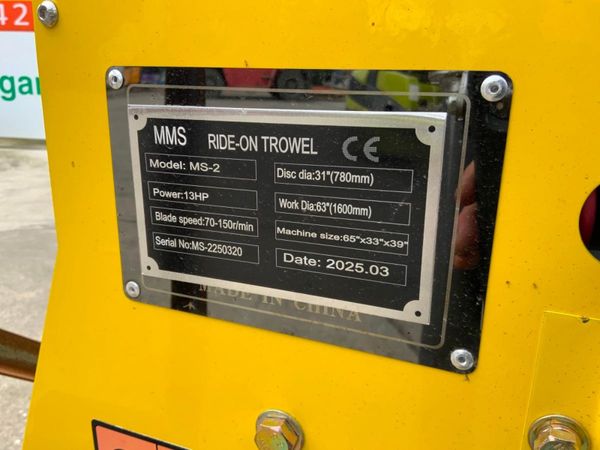 42
gar
MMS RIDE-ON TROWEL CE
Model: MS-2
Disc dia:31"(780mm)
Power:13HP
Work Dia:63"(1600mm)
Blade speed:70-150r/min
Machine size:65"x33"x39"
Serial No:MS-2250320
Date: 2025.03
MADE IN CHINA